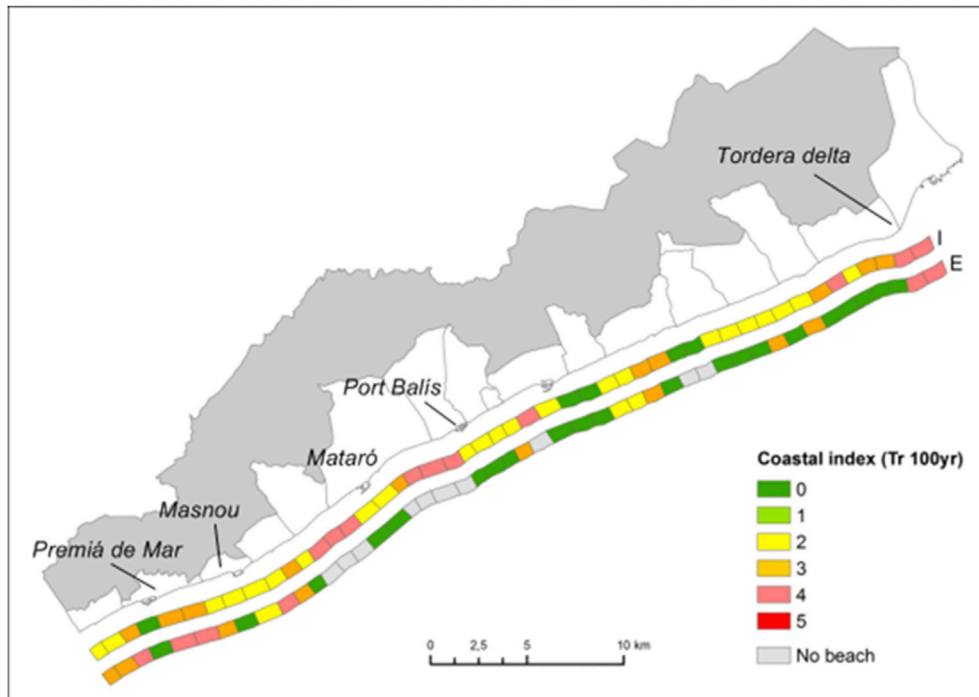 Tordera delta
I
E
Port Balís
Mataró
Masnou
Premiá de Mar
Coastal index (Tr 100yr)
0
1
2
3
4
5
No beach
0 2,5 5 10 km